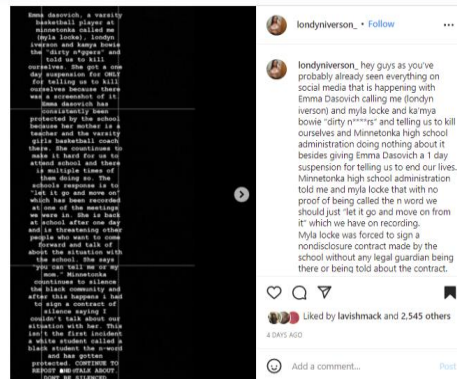 Emma dasovich, a varsity
basketball player at
minnetonka called me
(myla locke), londyn
iverson and kamya bowie
the "dirty n*ggers" and
told us to kill
ourselves. She got a one
day suspension for ONLY
for telling us to kill
ourselves because there
was a screenshot of it.
Emma dasovich has
consistently been
protected by the school
because her mother is a
teacher and the varsity
girls basketball coach
there. She countinues to
make it hard for us to
attend school and there
is multiple times of
them doing so. The
schools response is to
"let it go and move on"
which has been recorded
at one of the meetings
we were in. She is back
at school after one day
and is threatening other
people who want to come
forward and talk of
about the situation with
the school. She says
"you can tell me or my
mom." Minnetonka
countinues to silence
the black community and
after this happens i had
to sign a contract of
silence saying I
couldn't talk about our
situation with her. This
isn't the first incident
a white student called a
black student the n-word
and has gotten
protected. CONTINUE TO
REPOST AND TALK ABOUT.
DONT BE SILENCED
londyniverson_ • Follow
londyniverson_ hey guys as you've
probably already seen everything on
social media that is happening with
Emma Dasovich calling me (londyn
iverson) and myla locke and ka'mya
bowie "dirty n****rs" and telling us to kill
ourselves and Minnetonka high school
administration doing nothing about it
besides giving Emma Dasovich a 1 day
suspension for telling us to end our lives.
Minnetonka high school administration
told me and myla locke that with no
proof of being called the n word we
should just "let it go and move on from
it" which we have on recording.
Myla locke was forced to sign a
nondisclosure contract made by the
school without any legal guardian being
there or being told about the contract.
Liked by lavishmack and 2,545 others
4 DAYS AGO
Add a comment...
Post